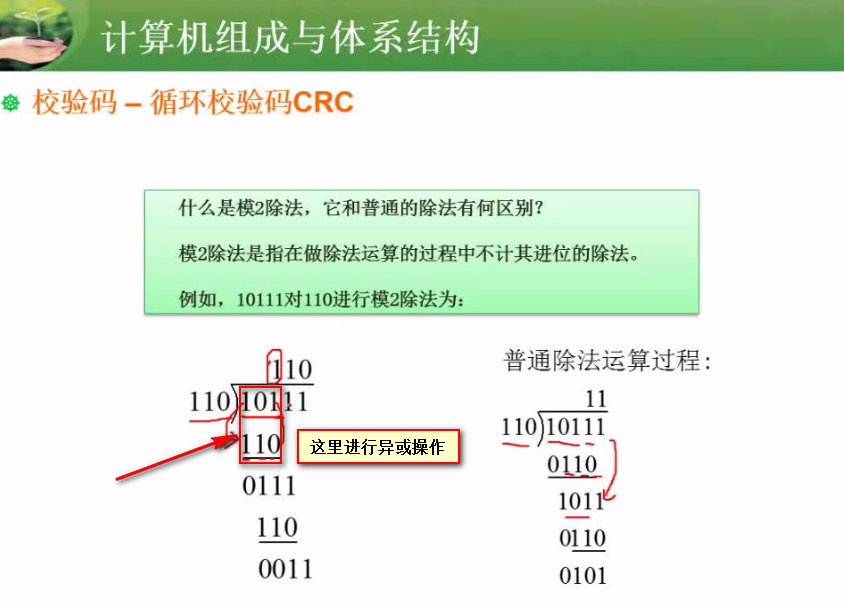 计算机组成与体系结构
校验码 – 循环校验码CRC
什么是模2除法，它和普通的除法有何区别？
模2除法是指在做除法运算的过程中不计其进位的除法。
例如，10111对110进行模2除法为：
110
110)10111
110
这里进行异或操作
0111
110
0011
普通除法运算过程：
11
110)10111
0110
1011
0110
0101